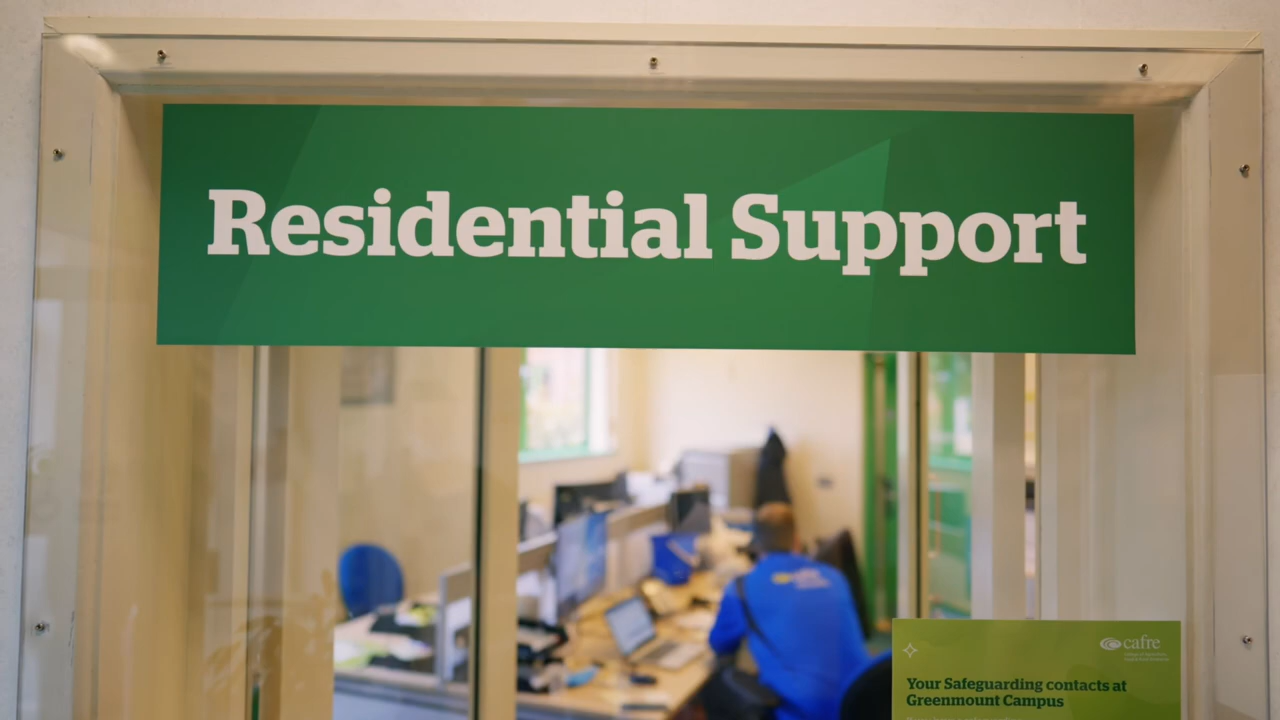 Residential Support
cafre
Your Safeguarding contacts at
Greenmount Campus